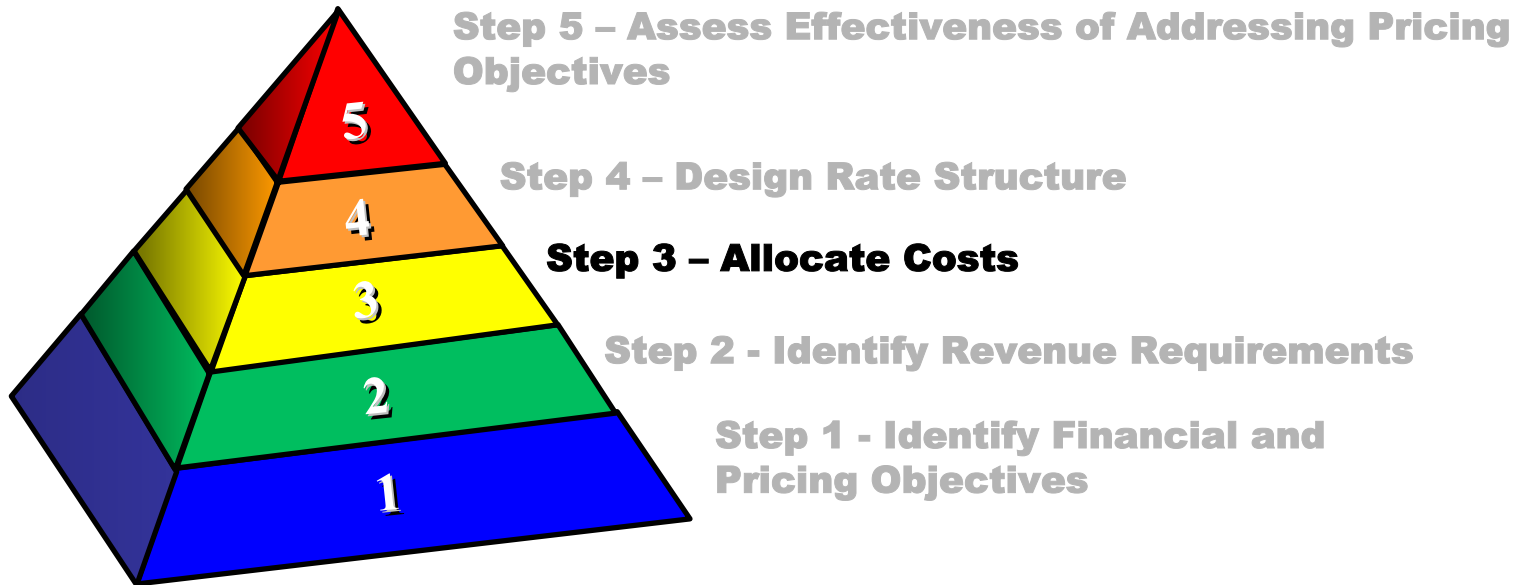 Step 5 – Assess Effectiveness of Addressing Pricing
Objectives
5
Step 4 – Design Rate Structure
4
Step 3 – Allocate Costs
3
Step 2 - Identify Revenue Requirements
2
Step 1 - Identify Financial and
Pricing Objectives
1